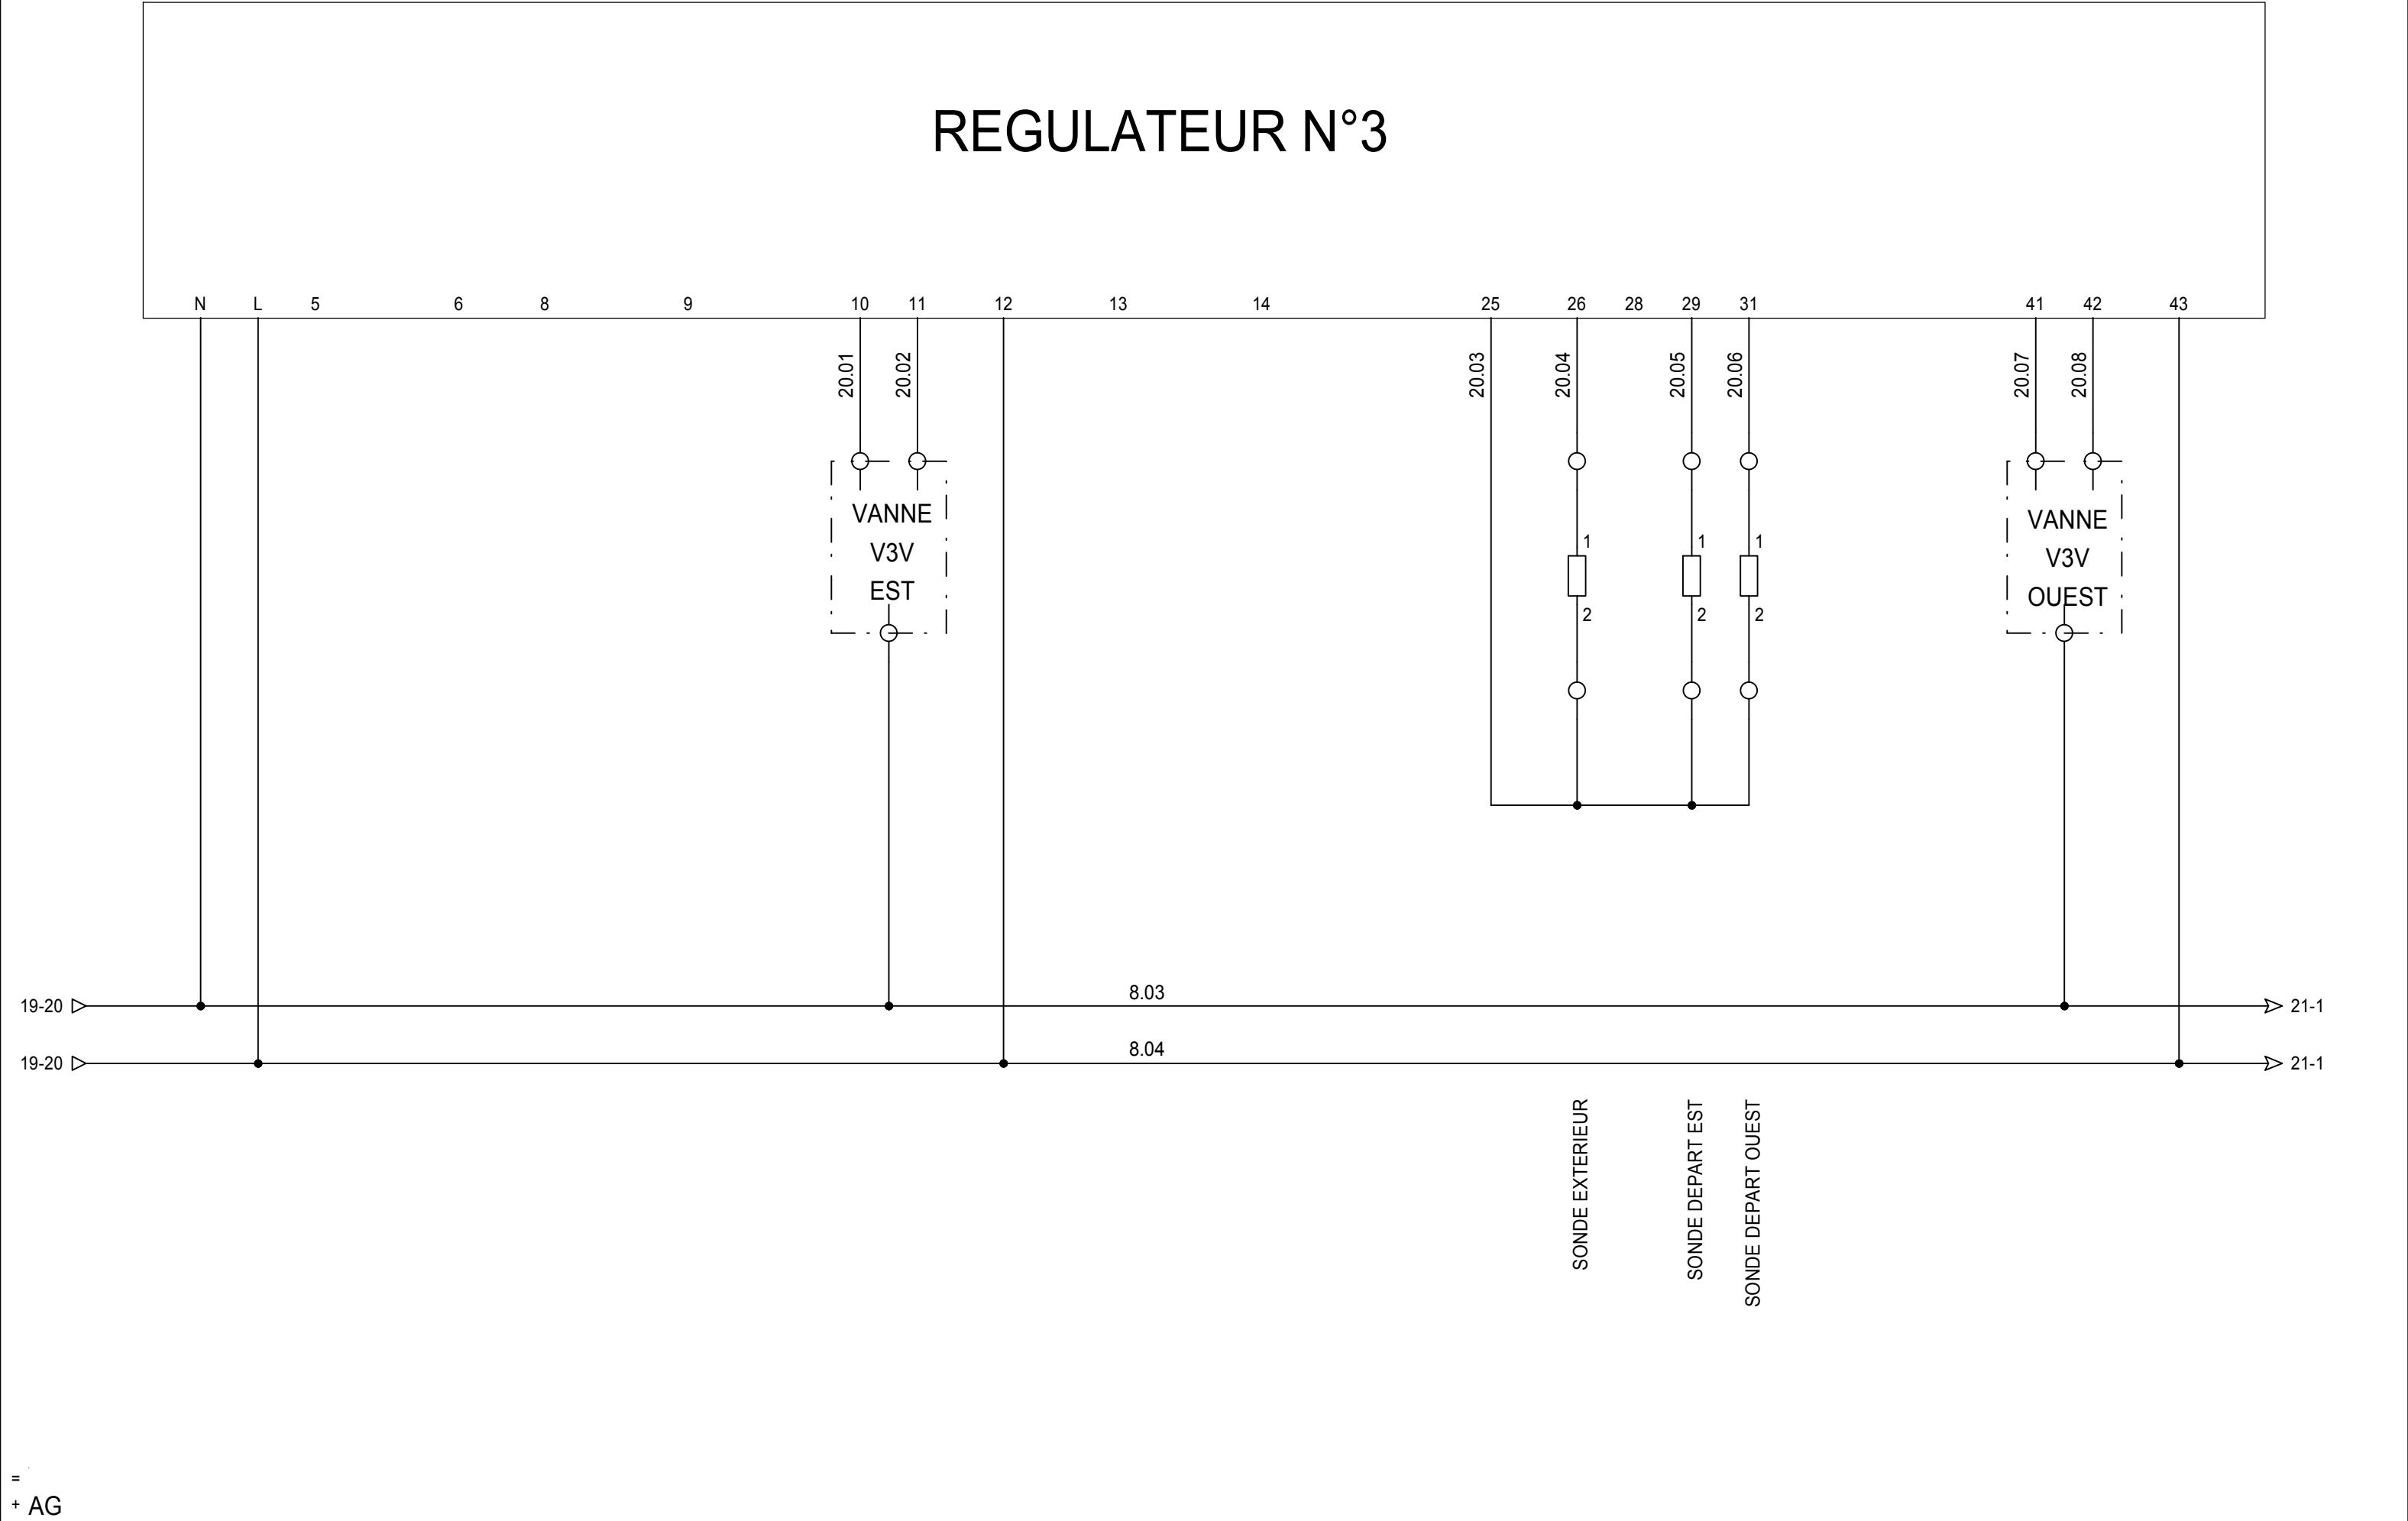 REGULATEUR N°3
N L 5 6 8 9 10 11 12 13 14 25 26 28 29 31 41 42 43
20.01 20.02 20.03 20.04 20.05 20.06 20.07 20.08
VANNE
V3V
EST
1 1 1
2 2 2
VANNE
V3V
OUEST
19-20 8.03 21-1
19-20 8.04 21-1
SONDE EXTERIEUR
SONDE DEPART EST
SONDE DEPART OUEST
=
+ AG